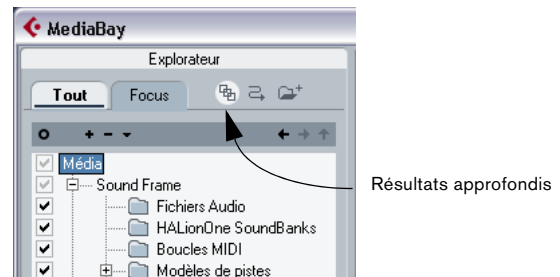 MediaBay
Explorateur
Tout Focus
Média
Sound Frame
Fichiers Audio
HALionOne SoundBanks
Boucles MIDI
Modèles de pistes
Résultats approfondis